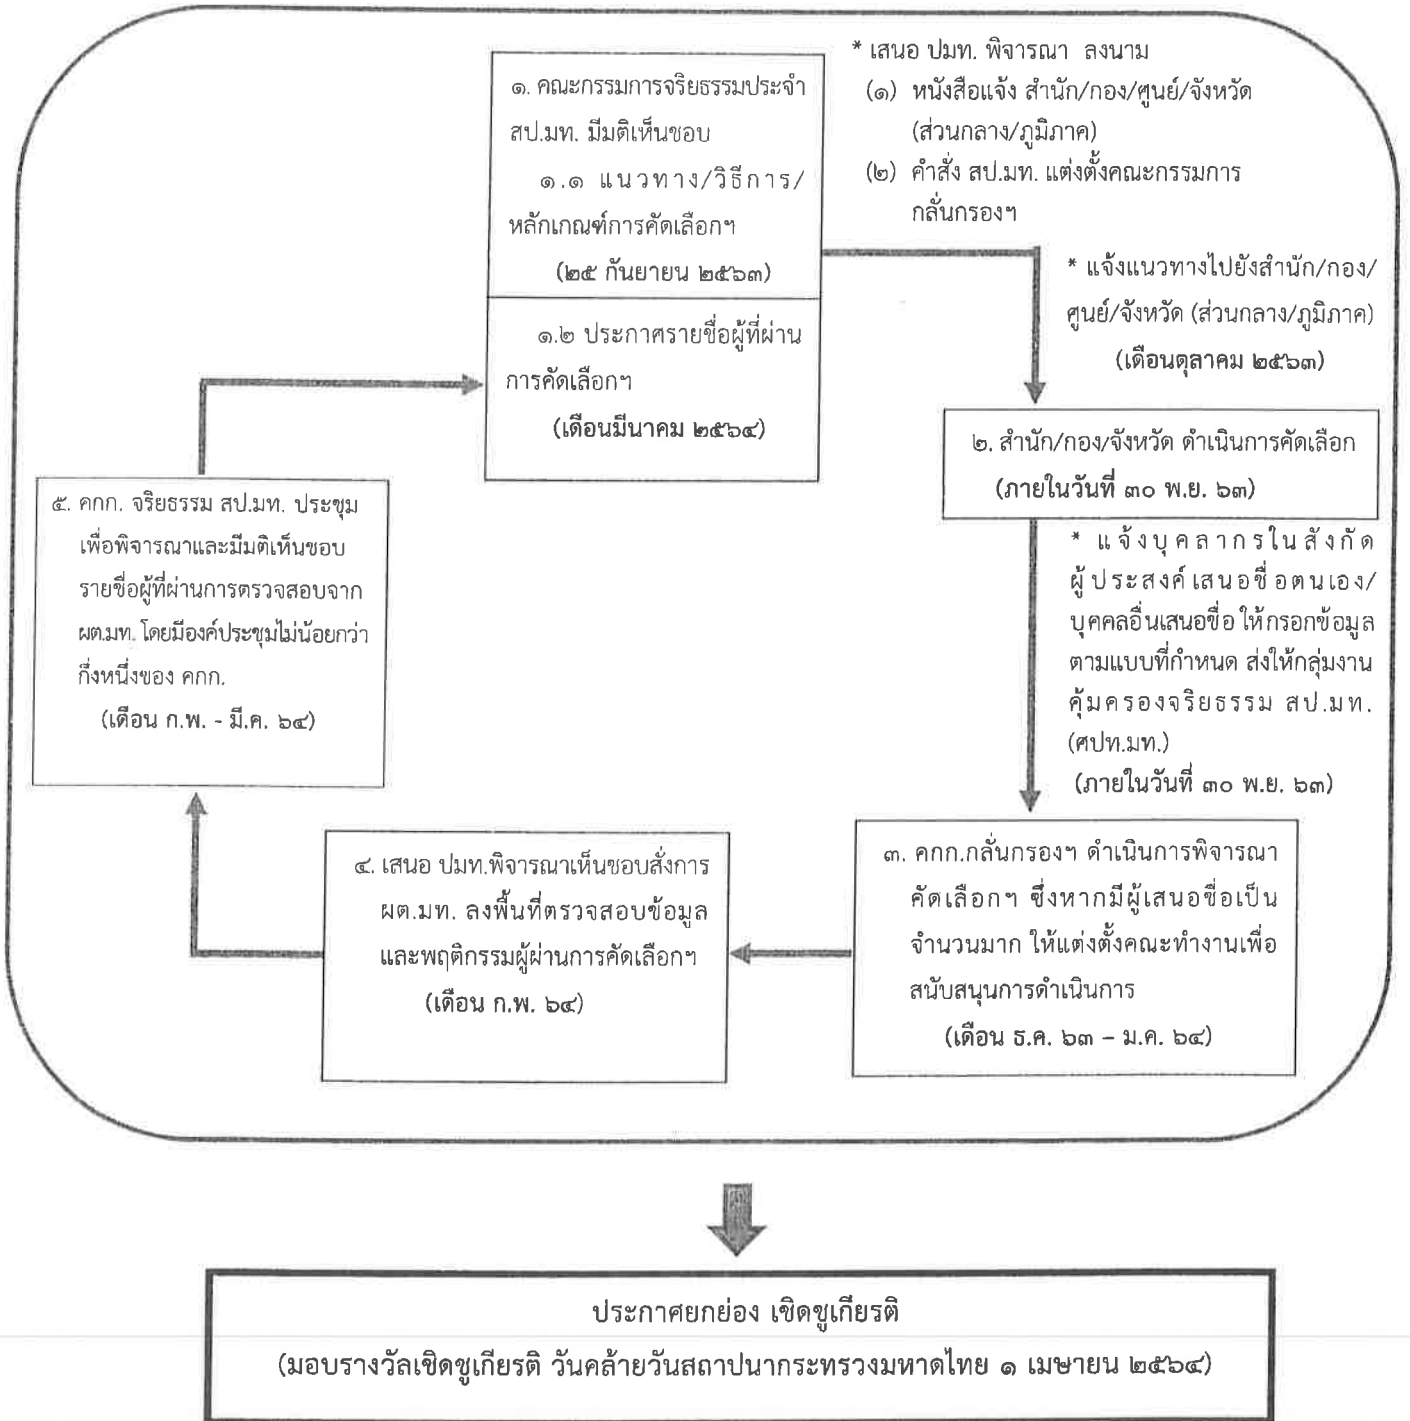 ๑. คณะกรรมการจริยธรรมประจำ
สป.มท. มีมติเห็นชอบ
๑.๑ แนวทาง/วิธีการ/
หลักเกณฑ์การคัดเลือกฯ
(๒๕ กันยายน ๒๕๖๓)
๑.๒ ประกาศรายชื่อผู้ที่ผ่าน
การคัดเลือกฯ
(เดือนมีนาคม ๒๕๖๔)
* เสนอ ปมท. พิจารณา ลงนาม
(๑) หนังสือแจ้ง สำนัก/กอง/ศูนย์/จังหวัด
(ส่วนกลาง/ภูมิภาค)
(๒) คำสั่ง สป.มท. แต่งตั้งคณะกรรมการ
กลั่นกรองฯ
* แจ้งแนวทางไปยังสำนัก/กอง/
ศูนย์/จังหวัด (ส่วนกลาง/ภูมิภาค)
(เดือนตุลาคม ๒๕๖๓)
๒. สำนัก/กอง/จังหวัด ดำเนินการคัดเลือก
(ภายในวันที่ ๓๐ พ.ย. ๖๓)
* แจ้งบุคลากรในสังกัด
ผู้ประสงค์เสนอชื่อตนเอง/
บุคคลอื่นเสนอชื่อ ให้กรอกข้อมูล
ตามแบบที่กำหนด ส่งให้กลุ่มงาน
คุ้มครองจริยธรรม สป.มท.
(ศปท.มท.)
(ภายในวันที่ ๓๐ พ.ย. ๖๓)
๓. คกก.กลั่นกรองฯ ดำเนินการพิจารณา
คัดเลือกฯ ซึ่งหากมีผู้เสนอชื่อเป็น
จำนวนมาก ให้แต่งตั้งคณะทำงานเพื่อ
สนับสนุนการดำเนินการ
(เดือน ธ.ค. ๖๓ – ม.ค. ๖๔)
๔. เสนอ ปมท.พิจารณาเห็นชอบสั่งการ
ผต.มท. ลงพื้นที่ตรวจสอบข้อมูล
และพฤติกรรมผู้ผ่านการคัดเลือกฯ
(เดือน ก.พ. ๖๔)
๕. คกก. จริยธรรม สป.มท. ประชุม
เพื่อพิจารณาและมีมติเห็นชอบ
รายชื่อผู้ที่ผ่านการตรวจสอบจาก
ผต.มท. โดยมีองค์ประชุมไม่น้อยกว่า
กึ่งหนึ่งของ คกก.
(เดือน ก.พ. - มี.ค. ๖๔)
ประกาศยกย่อง เชิดชูเกียรติ
(มอบรางวัลเชิดชูเกียรติ วันคล้ายวันสถาปนากระทรวงมหาดไทย ๑ เมษายน ๒๕๖๔)